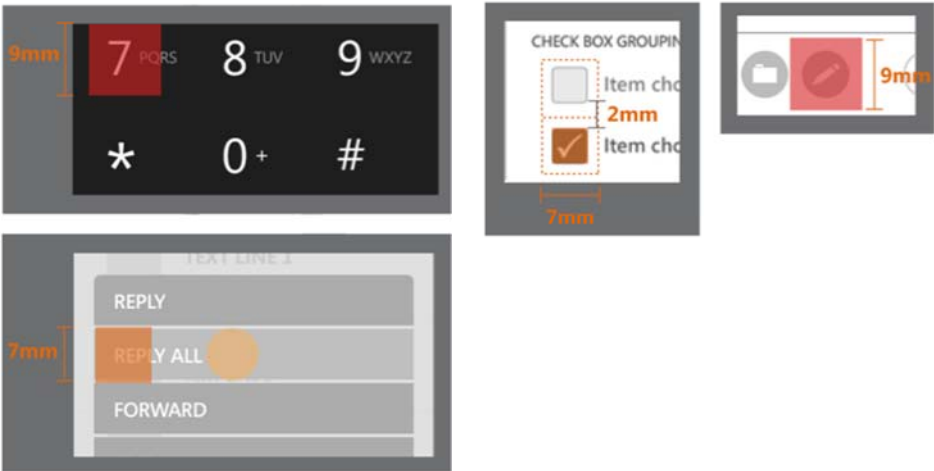 9mm
7 PQRS 8 TUV 9 WXYZ
* 0 + #
CHECK BOX GROUPIN
Item cho
2mm
Item cho
7mm
9mm
TEXT LINE 1
REPLY
7mm
REPLY ALL
FORWARD